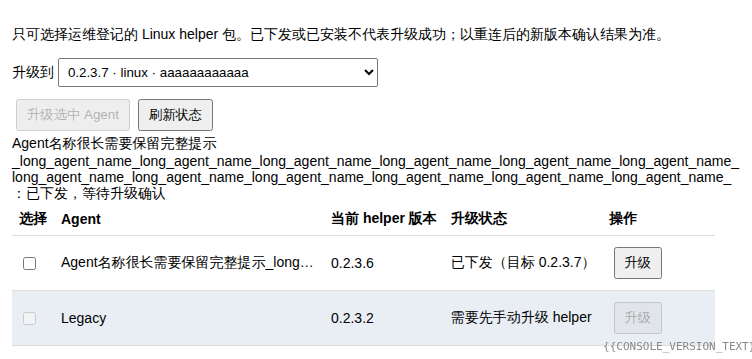 只可选择运维登记的 Linux helper 包。已下发或已安装不代表升级成功；以重连后的新版本确认结果为准。
升级到 0.2.3.7 · linux · aaaaaaaaaaaa
升级选中 Agent 刷新状态
Agent名称很长需要保留完整提示
_long_agent_name_long_agent_name_long_agent_name_long_agent_name_long_agent_name_long_agent_name_
long_agent_name_long_agent_name_long_agent_name_long_agent_name_long_agent_name_long_agent_name_
：已下发，等待升级确认
选择 Agent 当前 helper 版本 升级状态 操作
Agent名称很长需要保留完整提示_long… 0.2.3.6 已下发（目标 0.2.3.7） 升级
Legacy 0.2.3.2 需要先手动升级 helper 升级
{{CONSOLE_VERSION_TEXT}